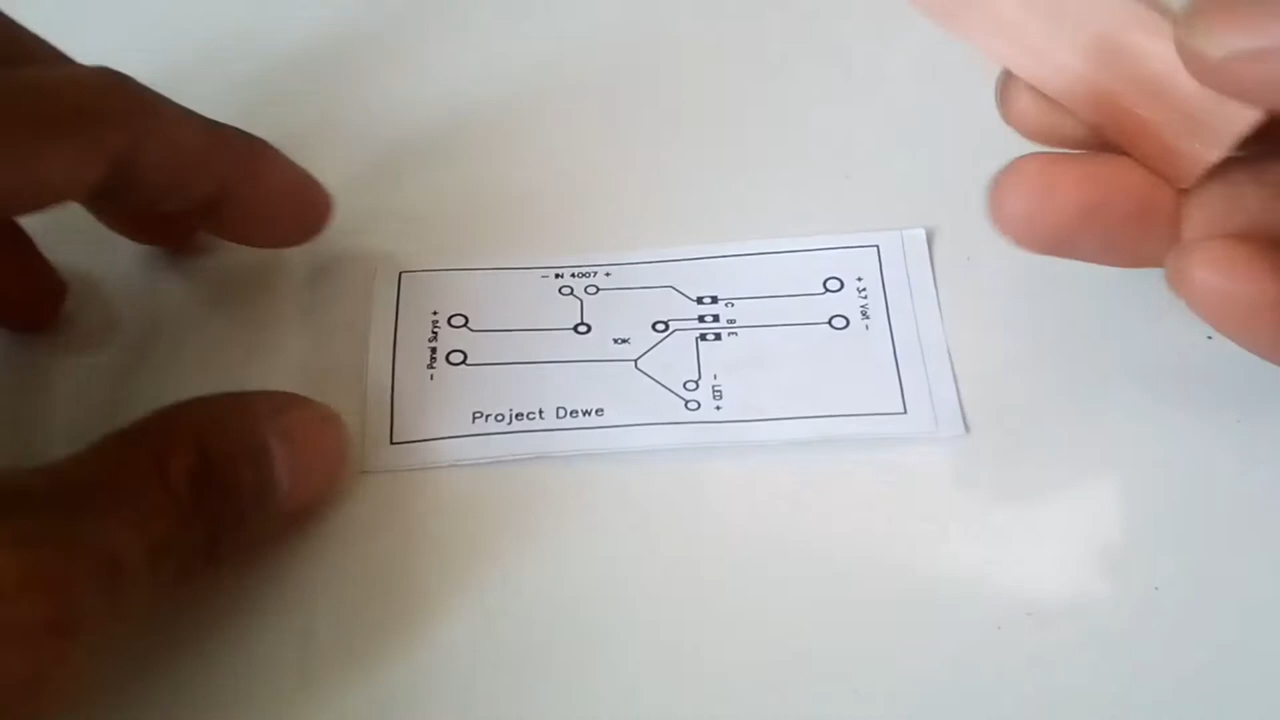 - IN 4007 +
+ 3.7 Volt -
C
B
E
- Panel Surya +
10K
- LED +
Project Dewe